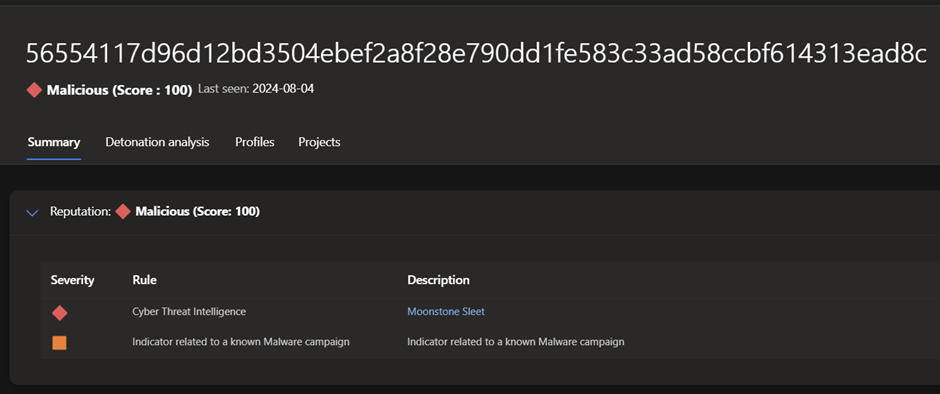 56554117d96d12bd3504ebef2a8f28e790dd1fe583c33ad58ccbf614313ead8c
Malicious (Score : 100) Last seen: 2024-08-04
Summary Detonation analysis Profiles Projects
Reputation: Malicious (Score: 100)
Severity Rule Description
Cyber Threat Intelligence Moonstone Sleet
Indicator related to a known Malware campaign Indicator related to a known Malware campaign